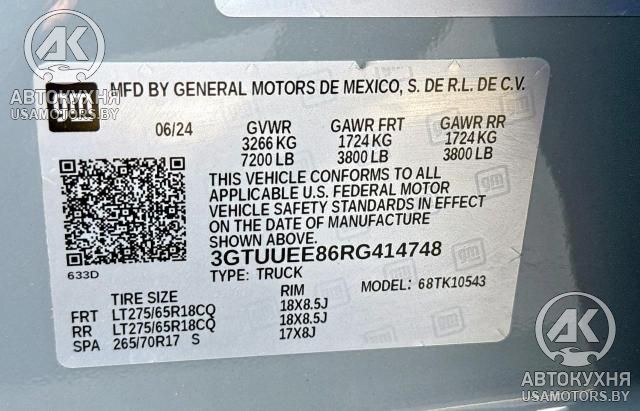 AK
АВТОКУХНЯ
USAMOTORS.BY
gm
MFD BY GENERAL MOTORS DE MEXICO, S. DE R.L. DE C.V.
06/24 GVWR GAWR FRT GAWR RR
3266 KG 1724 KG 1724 KG
7200 LB 3800 LB 3800 LB
THIS VEHICLE CONFORMS TO ALL
APPLICABLE U.S. FEDERAL MOTOR
VEHICLE SAFETY STANDARDS IN EFFECT
ON THE DATE OF MANUFACTURE
SHOWN ABOVE.
633D
3GTUUEE86RG414748
TYPE: TRUCK MODEL: 68TK10543
TIRE SIZE RIM
FRT LT275/65R18CQ 18X8.5J
RR LT275/65R18CQ 18X8.5J
SPA 265/70R17 S 17X8J
AK
АВТОКУХНЯ
USAMOTORS.BY